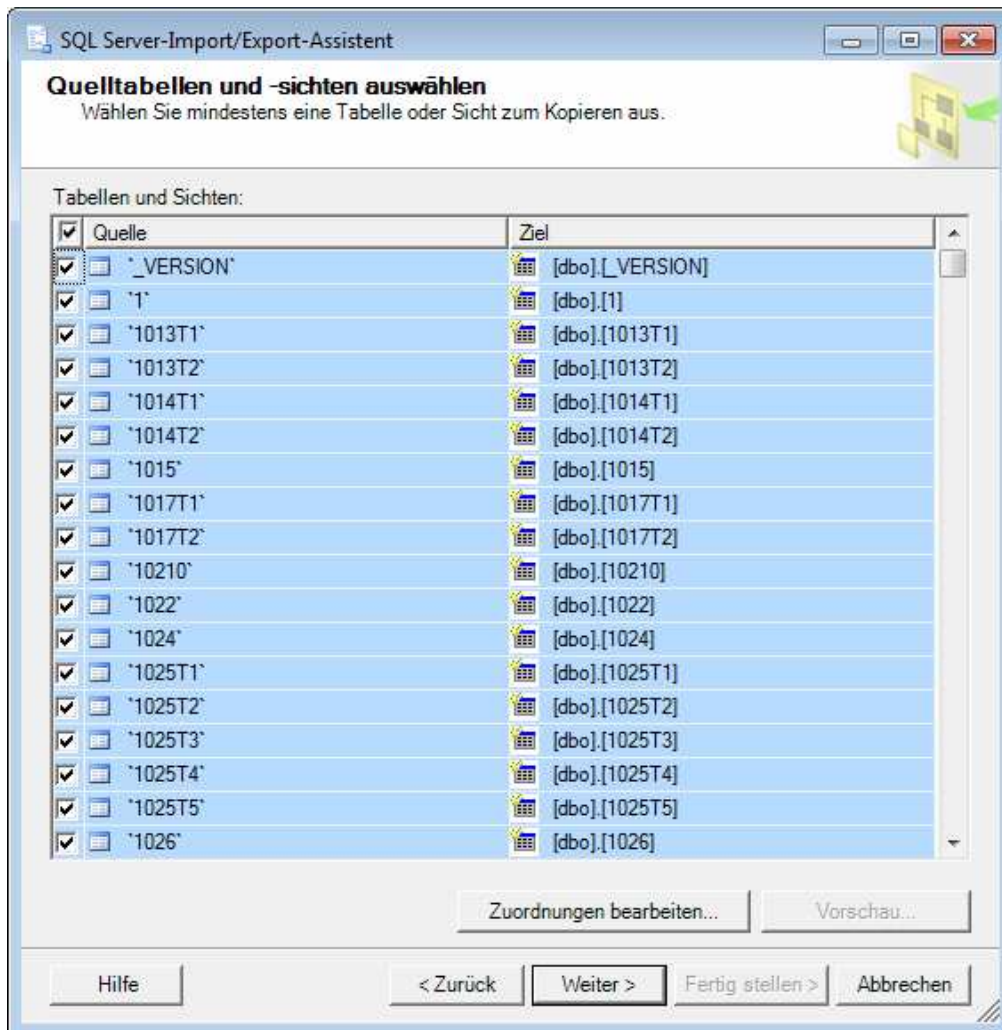 SQL Server-Import/Export-Assistent
Quelltabellen und -sichten auswählen
Wählen Sie mindestens eine Tabelle oder Sicht zum Kopieren aus.
Tabellen und Sichten:
Quelle Ziel
`_VERSION` [dbo].[_VERSION]
`1` [dbo].[1]
`1013T1` [dbo].[1013T1]
`1013T2` [dbo].[1013T2]
`1014T1` [dbo].[1014T1]
`1014T2` [dbo].[1014T2]
`1015` [dbo].[1015]
`1017T1` [dbo].[1017T1]
`1017T2` [dbo].[1017T2]
`10210` [dbo].[10210]
`1022` [dbo].[1022]
`1024` [dbo].[1024]
`1025T1` [dbo].[1025T1]
`1025T2` [dbo].[1025T2]
`1025T3` [dbo].[1025T3]
`1025T4` [dbo].[1025T4]
`1025T5` [dbo].[1025T5]
`1026` [dbo].[1026]
Zuordnungen bearbeiten... Vorschau...
Hilfe < Zurück Weiter > Fertig stellen > Abbrechen